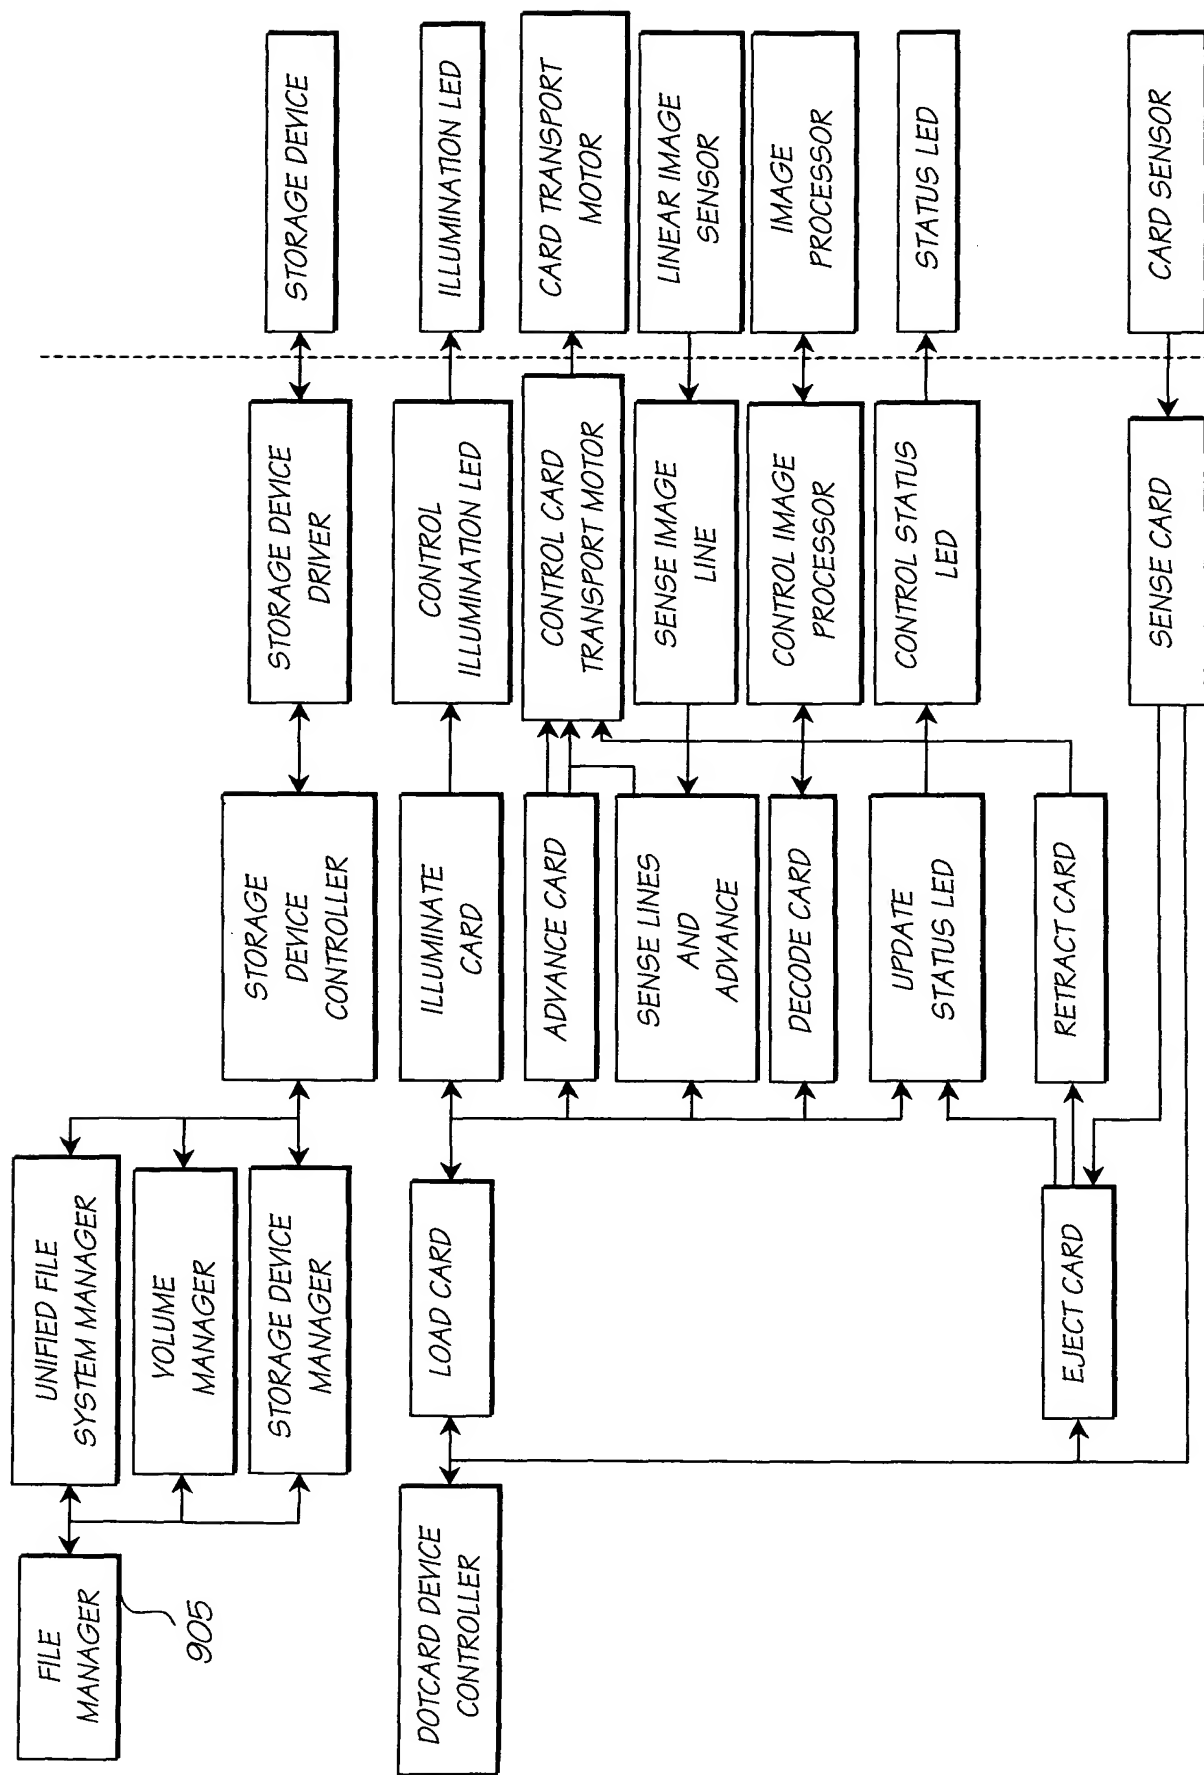 FILE
MANAGER
905
UNIFIED FILE
SYSTEM MANAGER
VOLUME
MANAGER
STORAGE DEVICE
MANAGER
STORAGE
DEVICE
CONTROLLER
STORAGE DEVICE
DRIVER
STORAGE DEVICE
DOTCARD DEVICE
CONTROLLER
LOAD CARD
ILLUMINATE
CARD
CONTROL
ILLUMINATION LED
ILLUMINATION LED
ADVANCE CARD
CONTROL CARD
TRANSPORT MOTOR
CARD TRANSPORT
MOTOR
SENSE LINES
AND
ADVANCE
SENSE IMAGE
LINE
LINEAR IMAGE
SENSOR
DECODE CARD
CONTROL IMAGE
PROCESSOR
IMAGE
PROCESSOR
UPDATE
STATUS LED
CONTROL STATUS
LED
STATUS LED
EJECT CARD
RETRACT CARD
SENSE CARD
CARD SENSOR